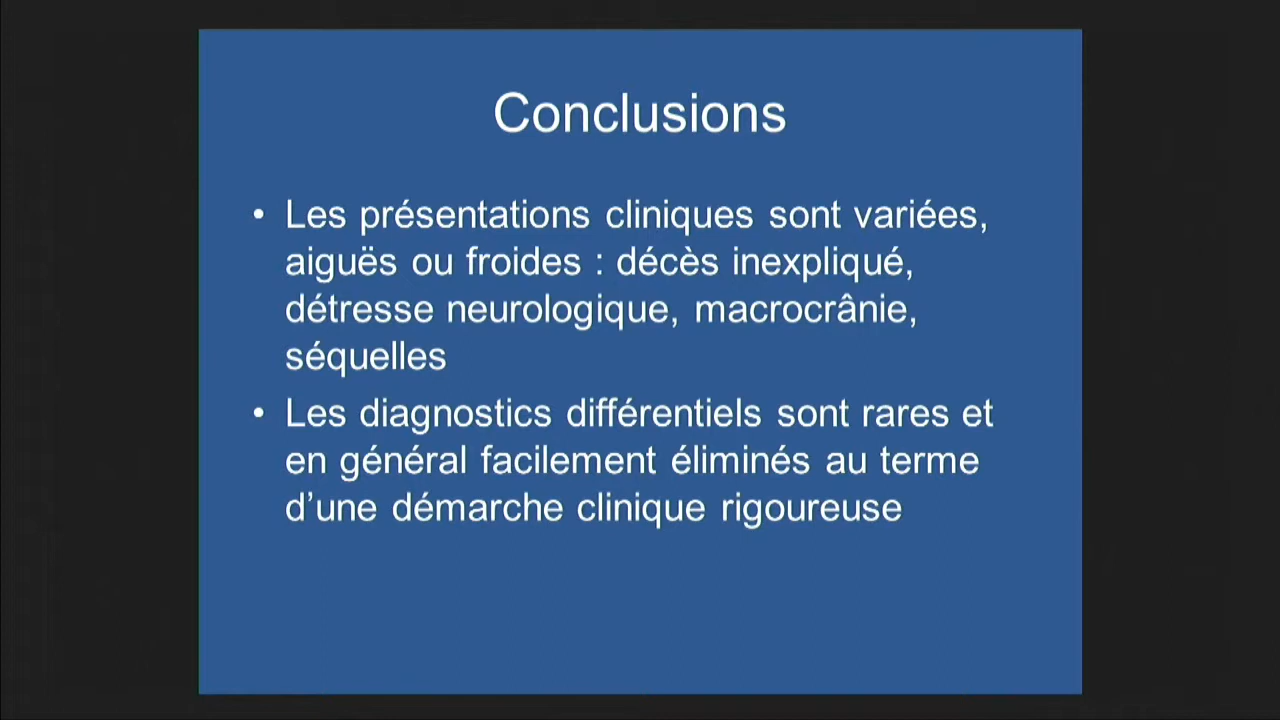 Conclusions
• Les présentations cliniques sont variées,
aiguës ou froides : décès inexpliqué,
détresse neurologique, macrocrânie,
séquelles
• Les diagnostics différentiels sont rares et
en général facilement éliminés au terme
d’une démarche clinique rigoureuse